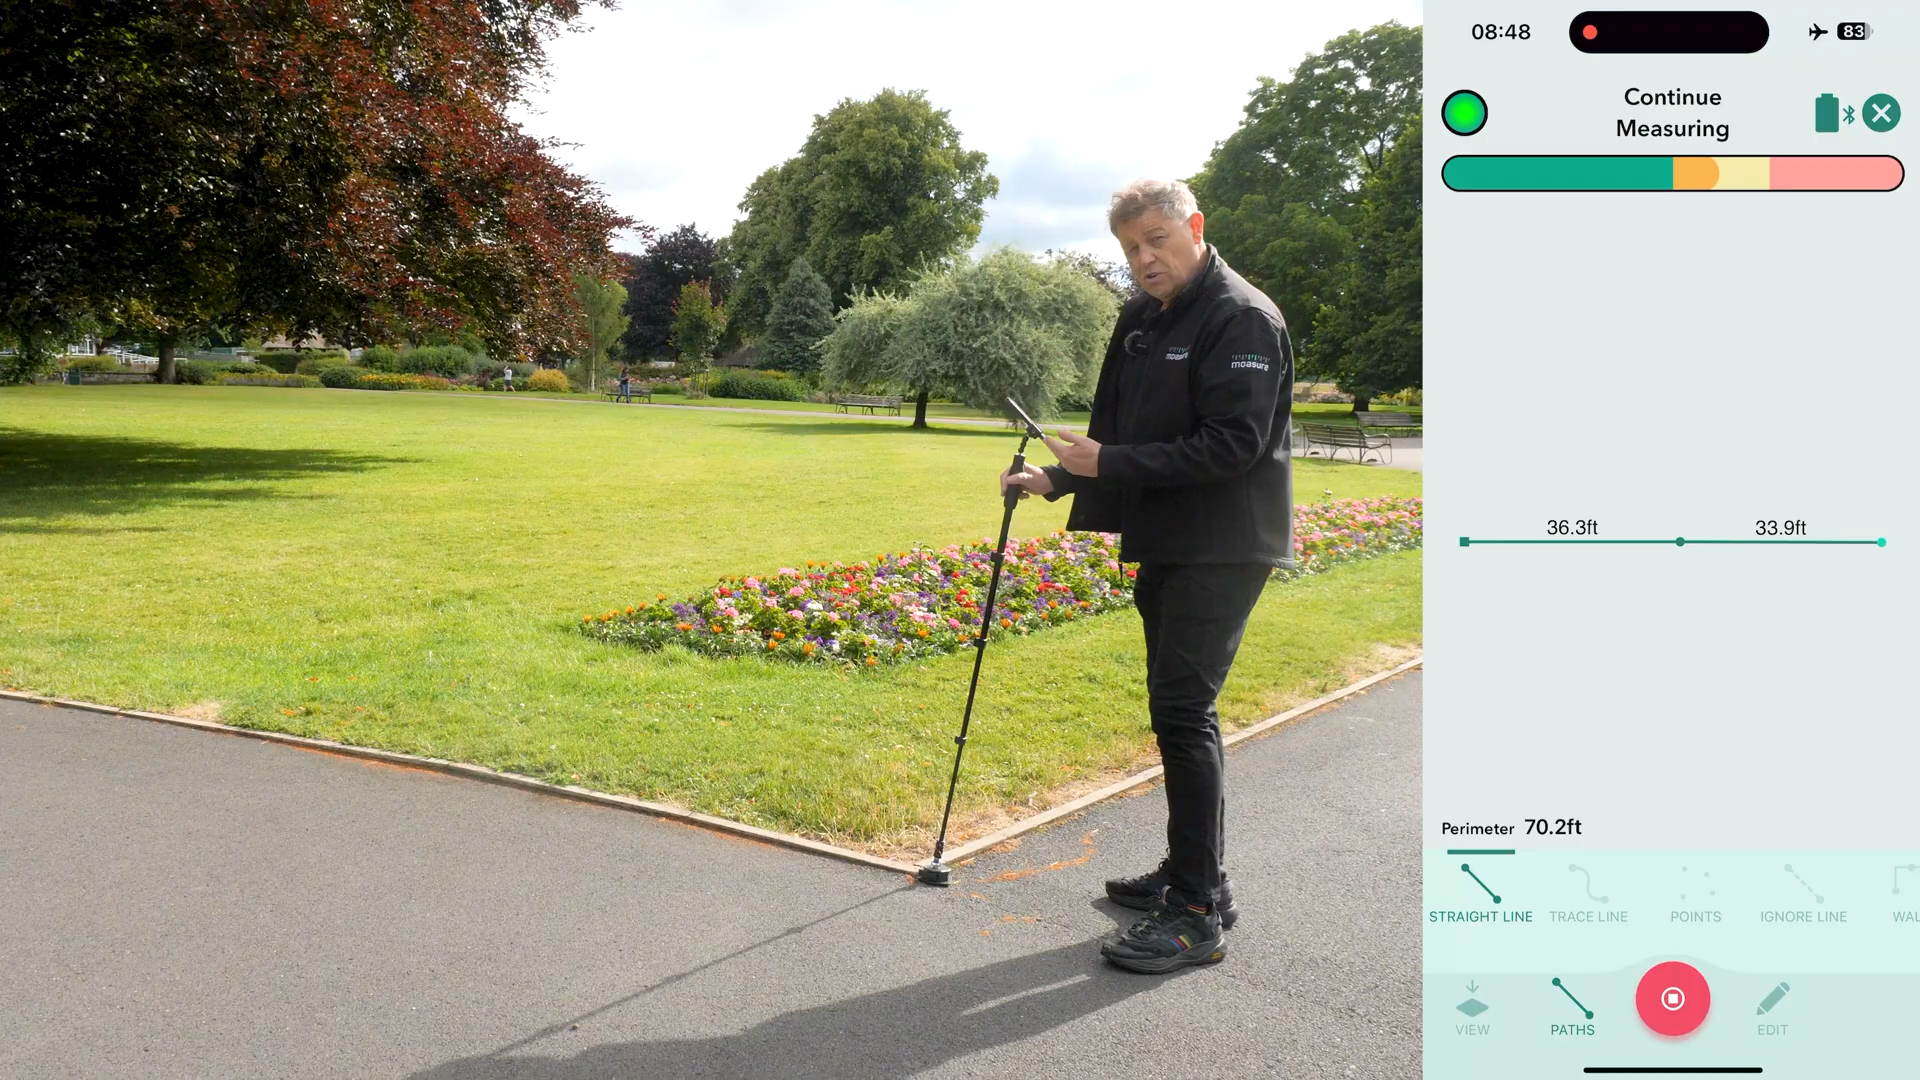 08:48
83
Continue
Measuring
moasure
moasure
36.3ft
33.9ft
Perimeter 70.2ft
STRAIGHT LINE
TRACE LINE
POINTS
IGNORE LINE
WAL
VIEW
PATHS
EDIT